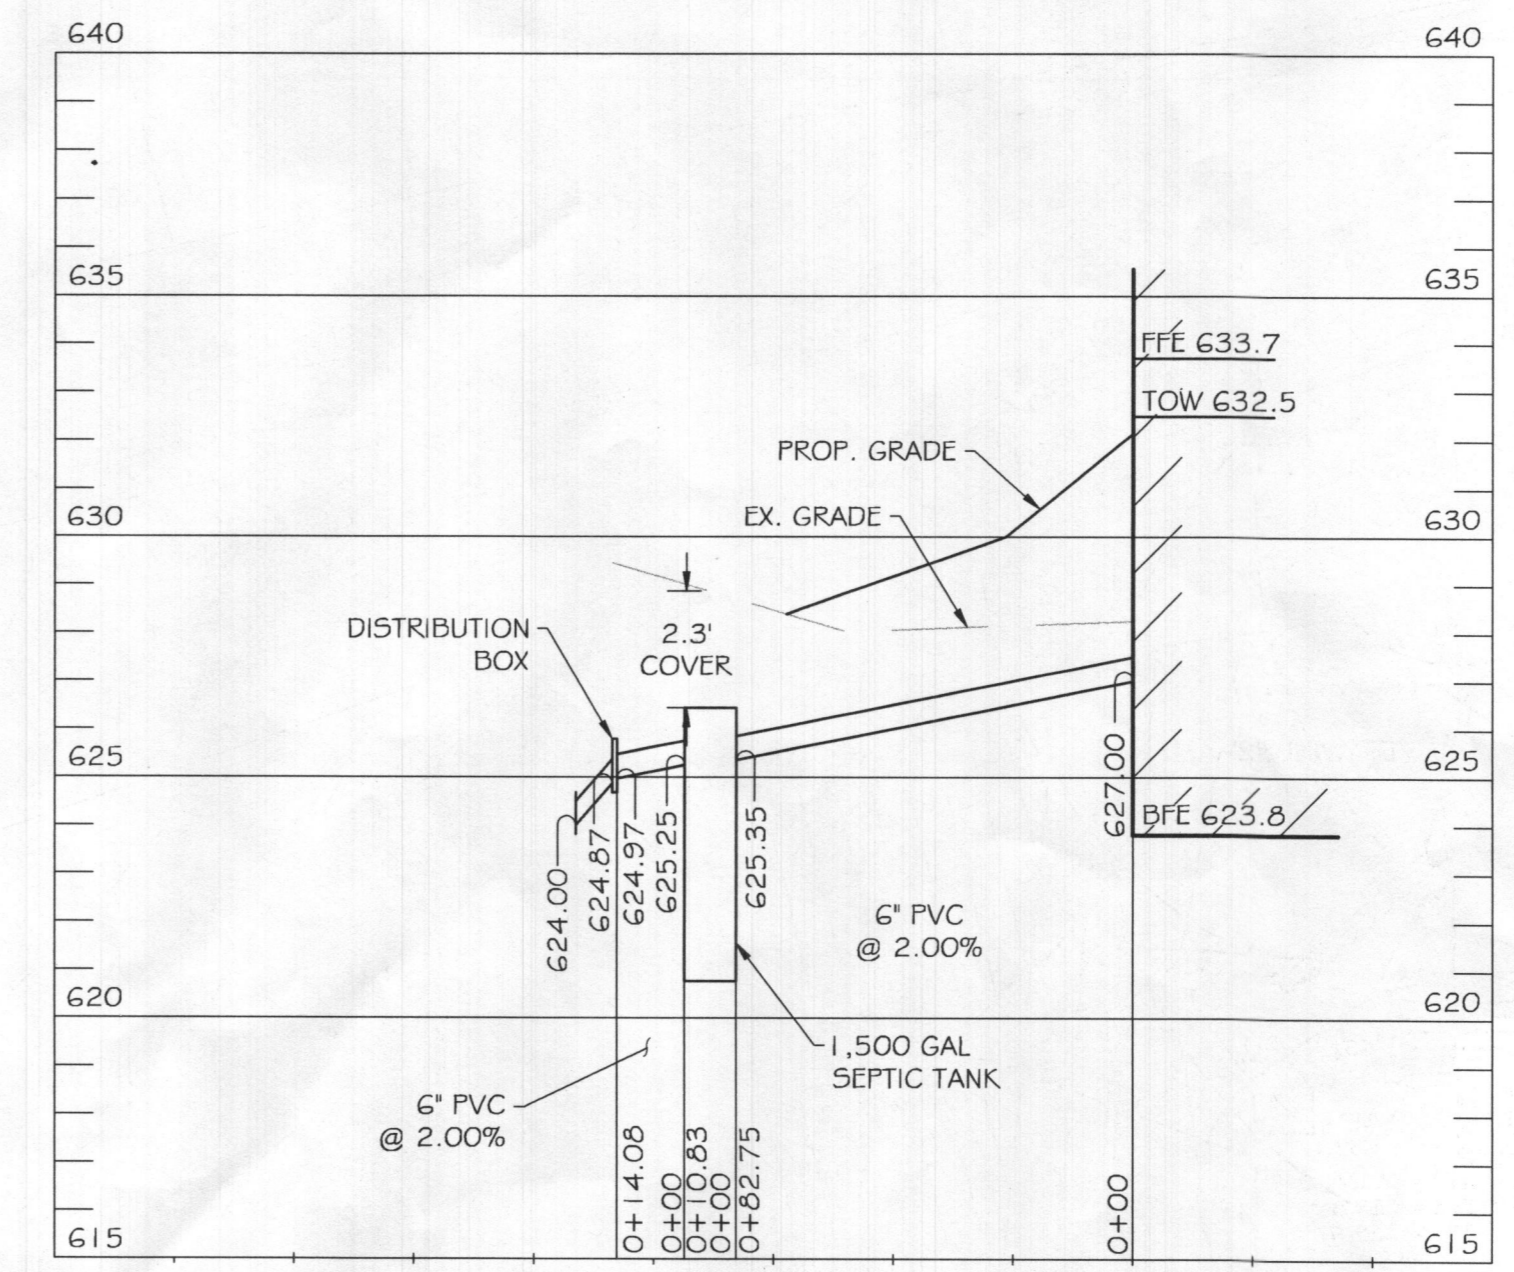 640
640
635
635
FFE 633.7
TOW 632.5
PROP. GRADE
EX. GRADE
630
630
DISTRIBUTION
BOX
2.3'
COVER
625
625
624.00
624.87
624.97
625.25
625.35
627.00
BFE 623.8
6" PVC
@ 2.00%
620
620
1,500 GAL
SEPTIC TANK
6" PVC
@ 2.00%
0+14.08
0+00
0+10.83
0+00
0+82.75
0+00
615
615